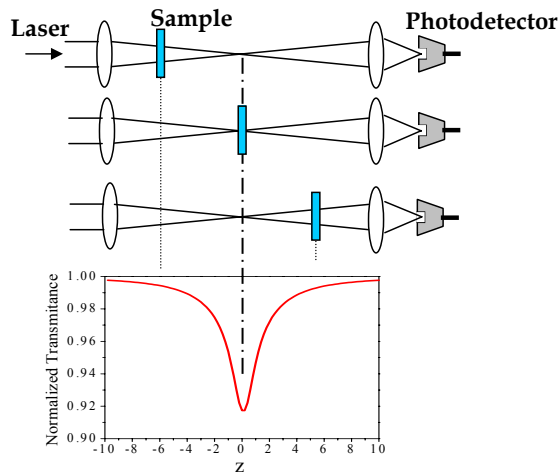 Laser
Sample
Photodetector
Normalized Transmitance
1.00
0.98
0.96
0.94
0.92
0.90
-10 -8 -6 -4 -2 0 2 4 6 8 10
z